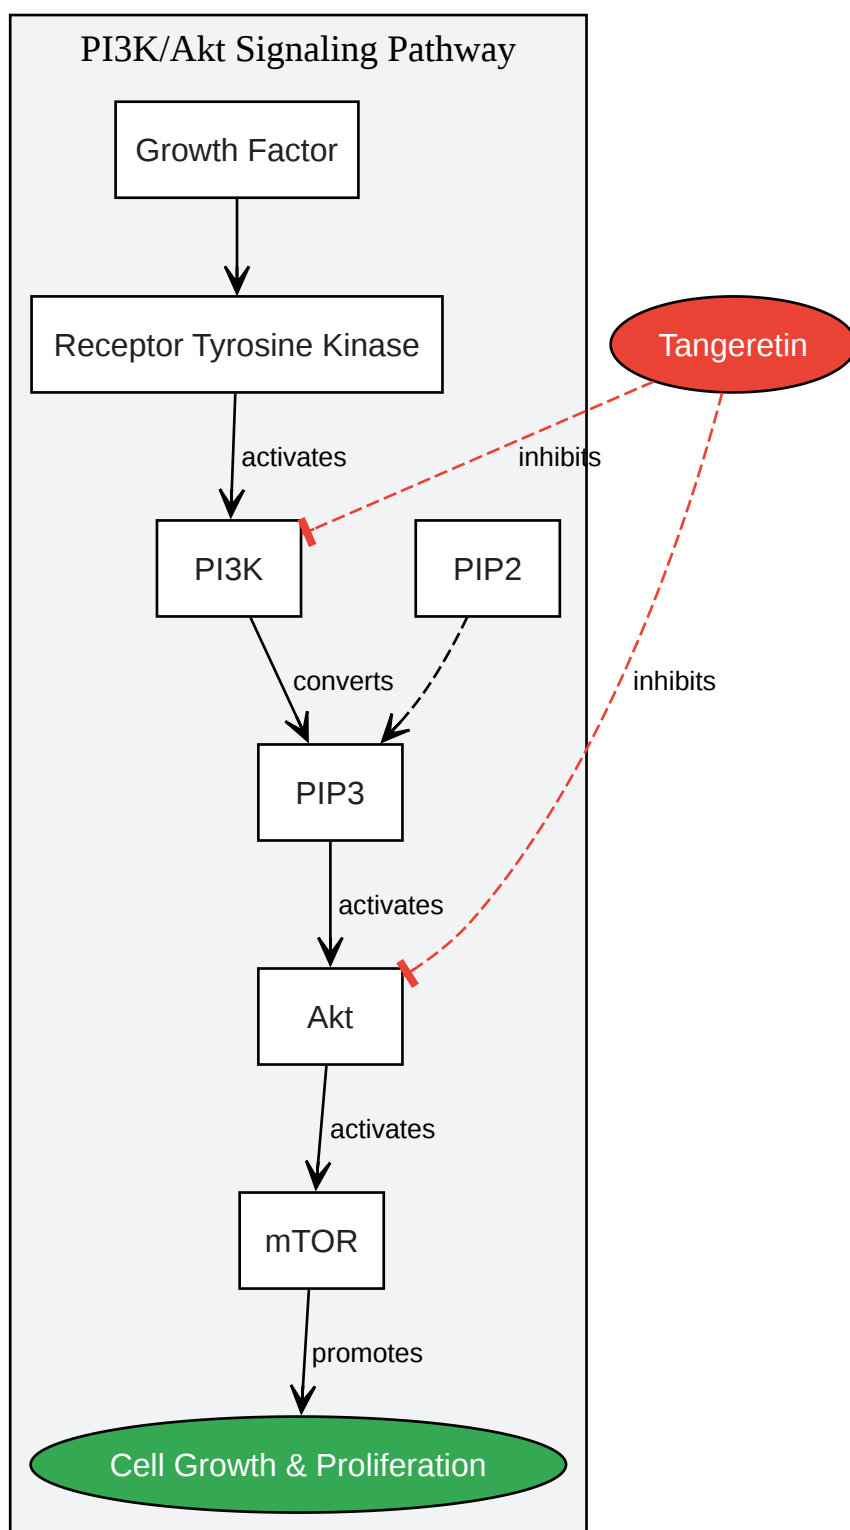 PI3K/Akt Signaling Pathway
Growth Factor
Receptor Tyrosine Kinase
Tangeretin
activates
inhibits
PI3K
PIP2
converts
inhibits
PIP3
activates
Akt
activates
mTOR
promotes
Cell Growth & Proliferation